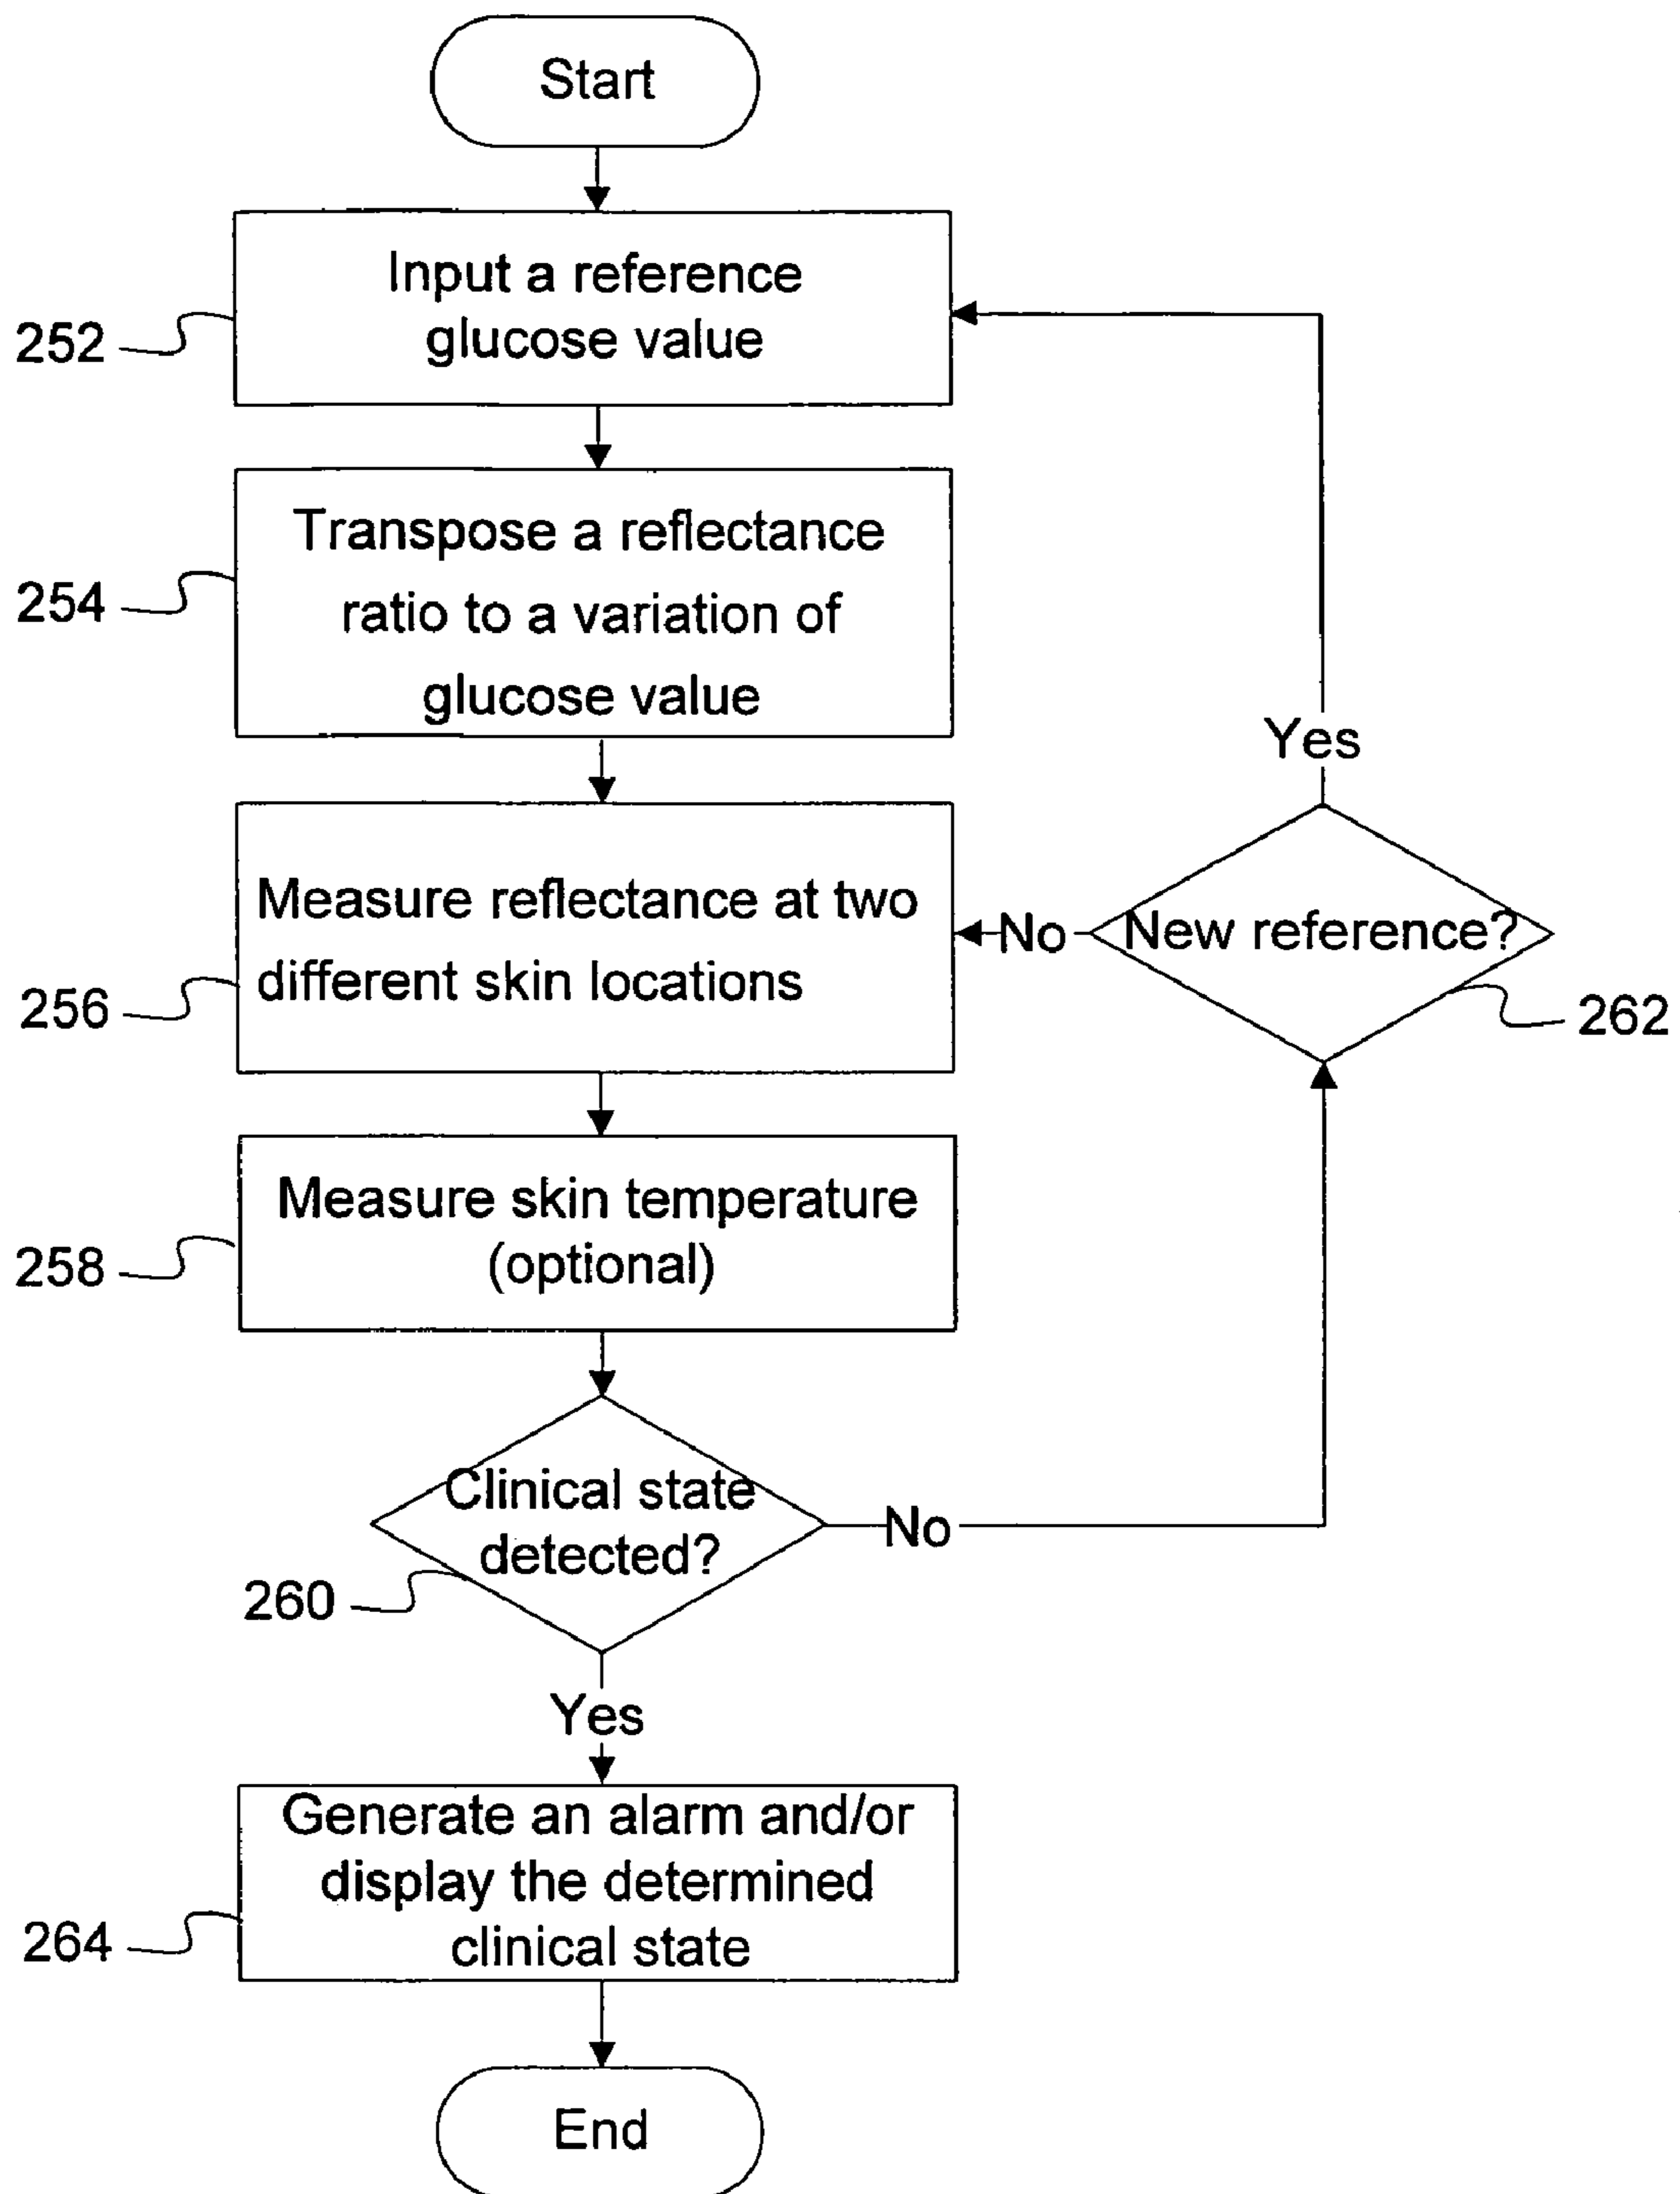 Start
Input a reference
glucose value
252
Transpose a reflectance
ratio to a variation of
glucose value
254
Yes
Measure reflectance at two
different skin locations
No
New reference?
256
262
Measure skin temperature
(optional)
258
Clinical state
detected?
No
260
Yes
Generate an alarm and/or
display the determined
clinical state
264
End